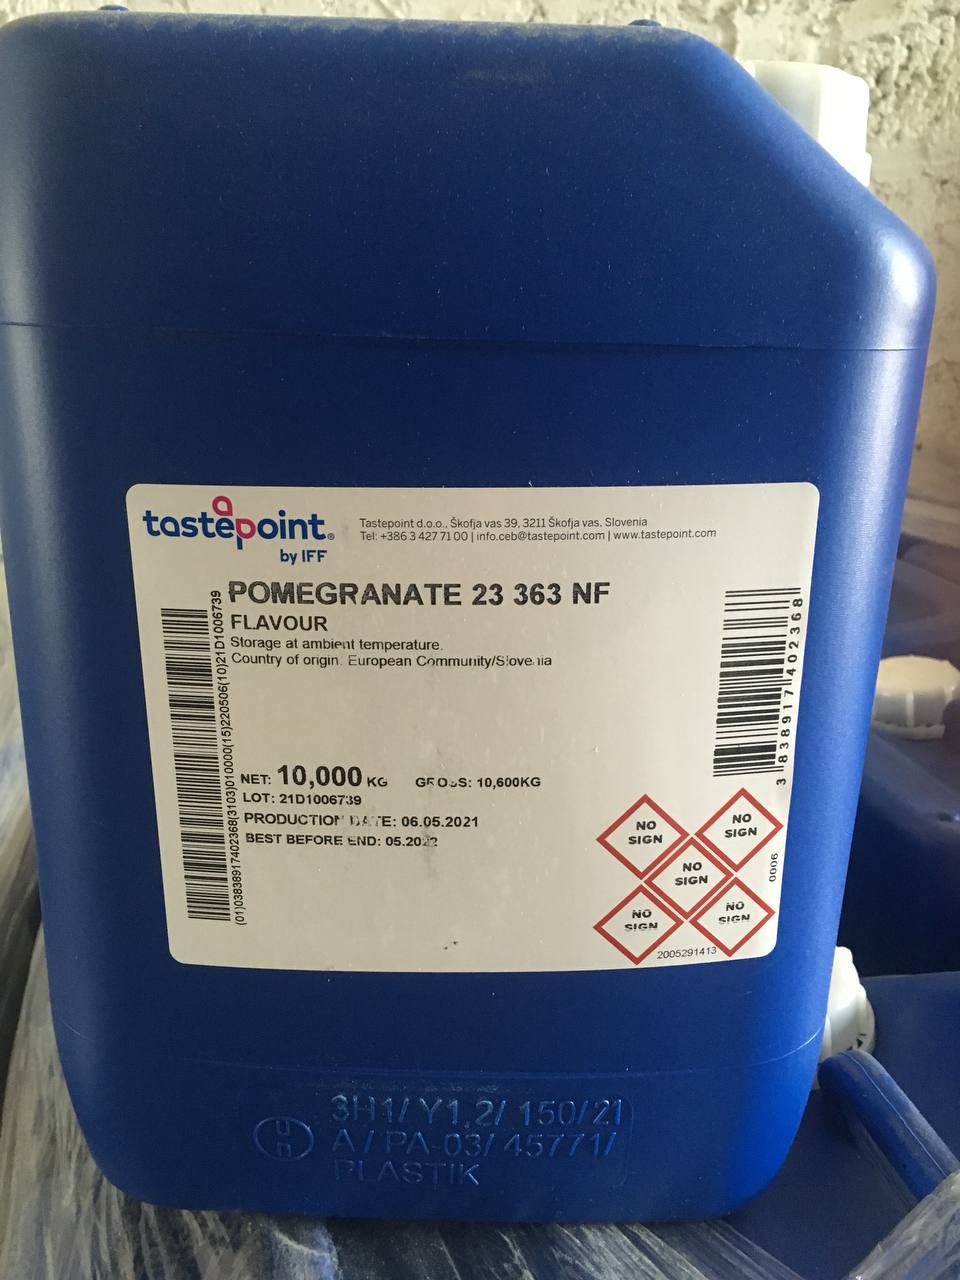 tastepoint®
by IFF
Tastepoint d.o.o., Škofja vas 39, 3211 Škofja vas, Slovenia
Tel: +386 3 427 71 00 | info.ceb@tastepoint.com | www.tastepoint.com
POMEGRANATE 23 363 NF
FLAVOUR
Storage at ambient temperature.
Country of origin: European Community/Slovenia
(01)03838917402368(3103)010000(15)220506(10)21D1006739
3838917402368
NET: 10,000 KG GROSS: 10,600KG
LOT: 21D1006739
PRODUCTION DATE: 06.05.2021
BEST BEFORE END: 05.2022
NO SIGN
NO SIGN
NO SIGN
NO SIGN
NO SIGN
0006
2005291413
3H1/Y1,2/150/21
A/PA-03/45771/
PLASTIK